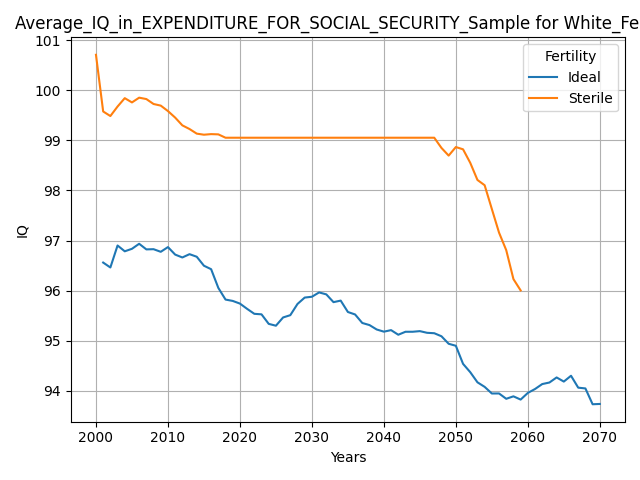 Average_IQ_in_EXPENDITURE_FOR_SOCIAL_SECURITY_Sample for White_Fe
Fertility
Ideal
Sterile
101
100
99
98
97
96
95
94
IQ
2000 2010 2020 2030 2040 2050 2060 2070
Years